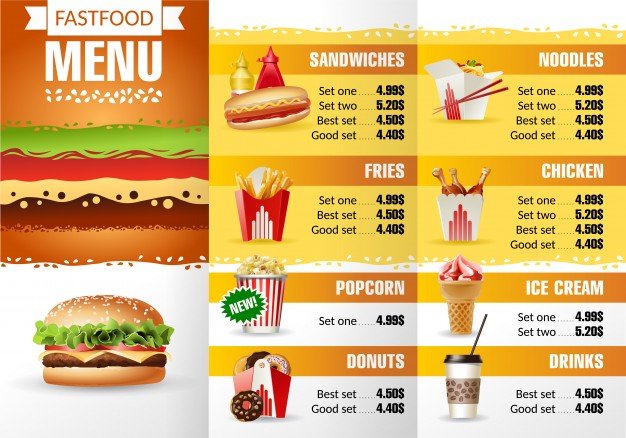 FASTFOOD
MENU
SANDWICHES
Set one ..... 4.99$
Set two ..... 5.20$
Best set ..... 4.50$
Good set ..... 4.40$
FRIES
Set one ..... 4.99$
Best set ..... 4.50$
Good set ..... 4.40$
POPCORN
NEW!
Set one ..... 4.99$
DONUTS
Best set ..... 4.50$
Good set ..... 4.40$
NOODLES
Set one ..... 4.99$
Set two ..... 5.20$
Best set ..... 4.50$
Good set ..... 4.40$
CHICKEN
Set one ..... 4.99$
Set two ..... 5.20$
Best set ..... 4.50$
Good set ..... 4.40$
ICE CREAM
Set one ..... 4.99$
Set two ..... 5.20$
DRINKS
Best set ..... 4.50$
Good set ..... 4.40$